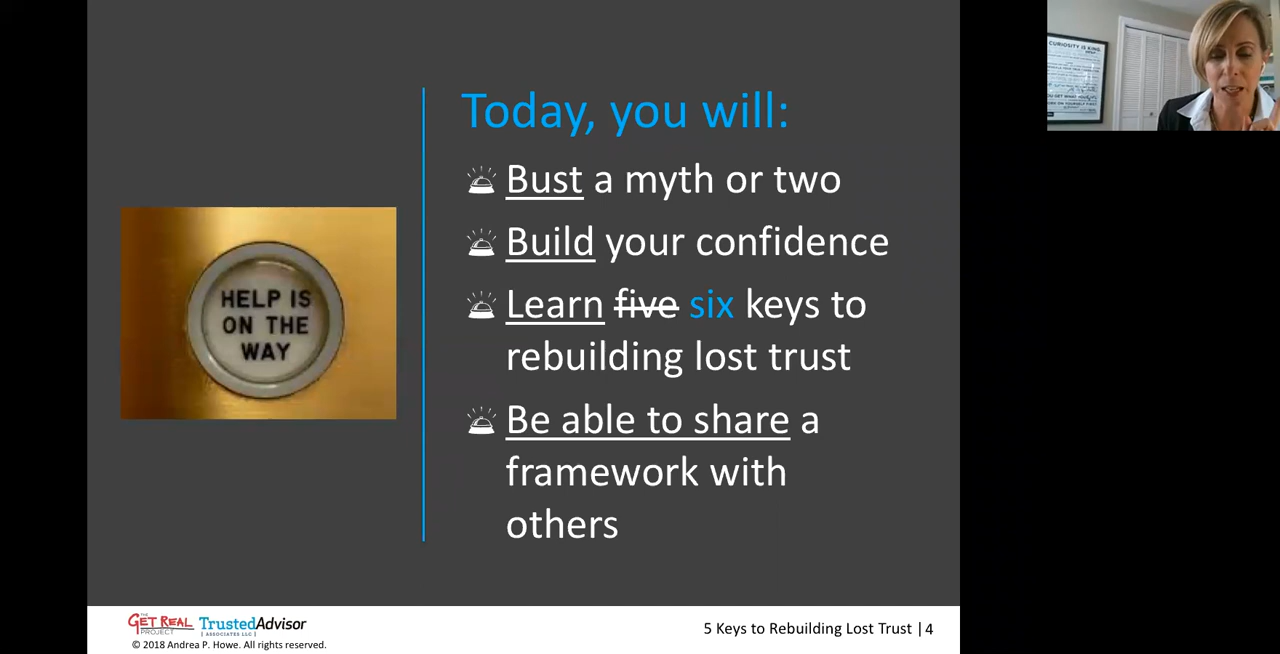 Today, you will:
Bust a myth or two
Build your confidence
Learn five six keys to
rebuilding lost trust
Be able to share a
framework with
others
HELP IS
ON THE
WAY
CURIOSITY IS KING.
THE
GET REAL
PROJECT
TrustedAdvisor
ASSOCIATES LLC
© 2018 Andrea P. Howe. All rights reserved.
5 Keys to Rebuilding Lost Trust | 4